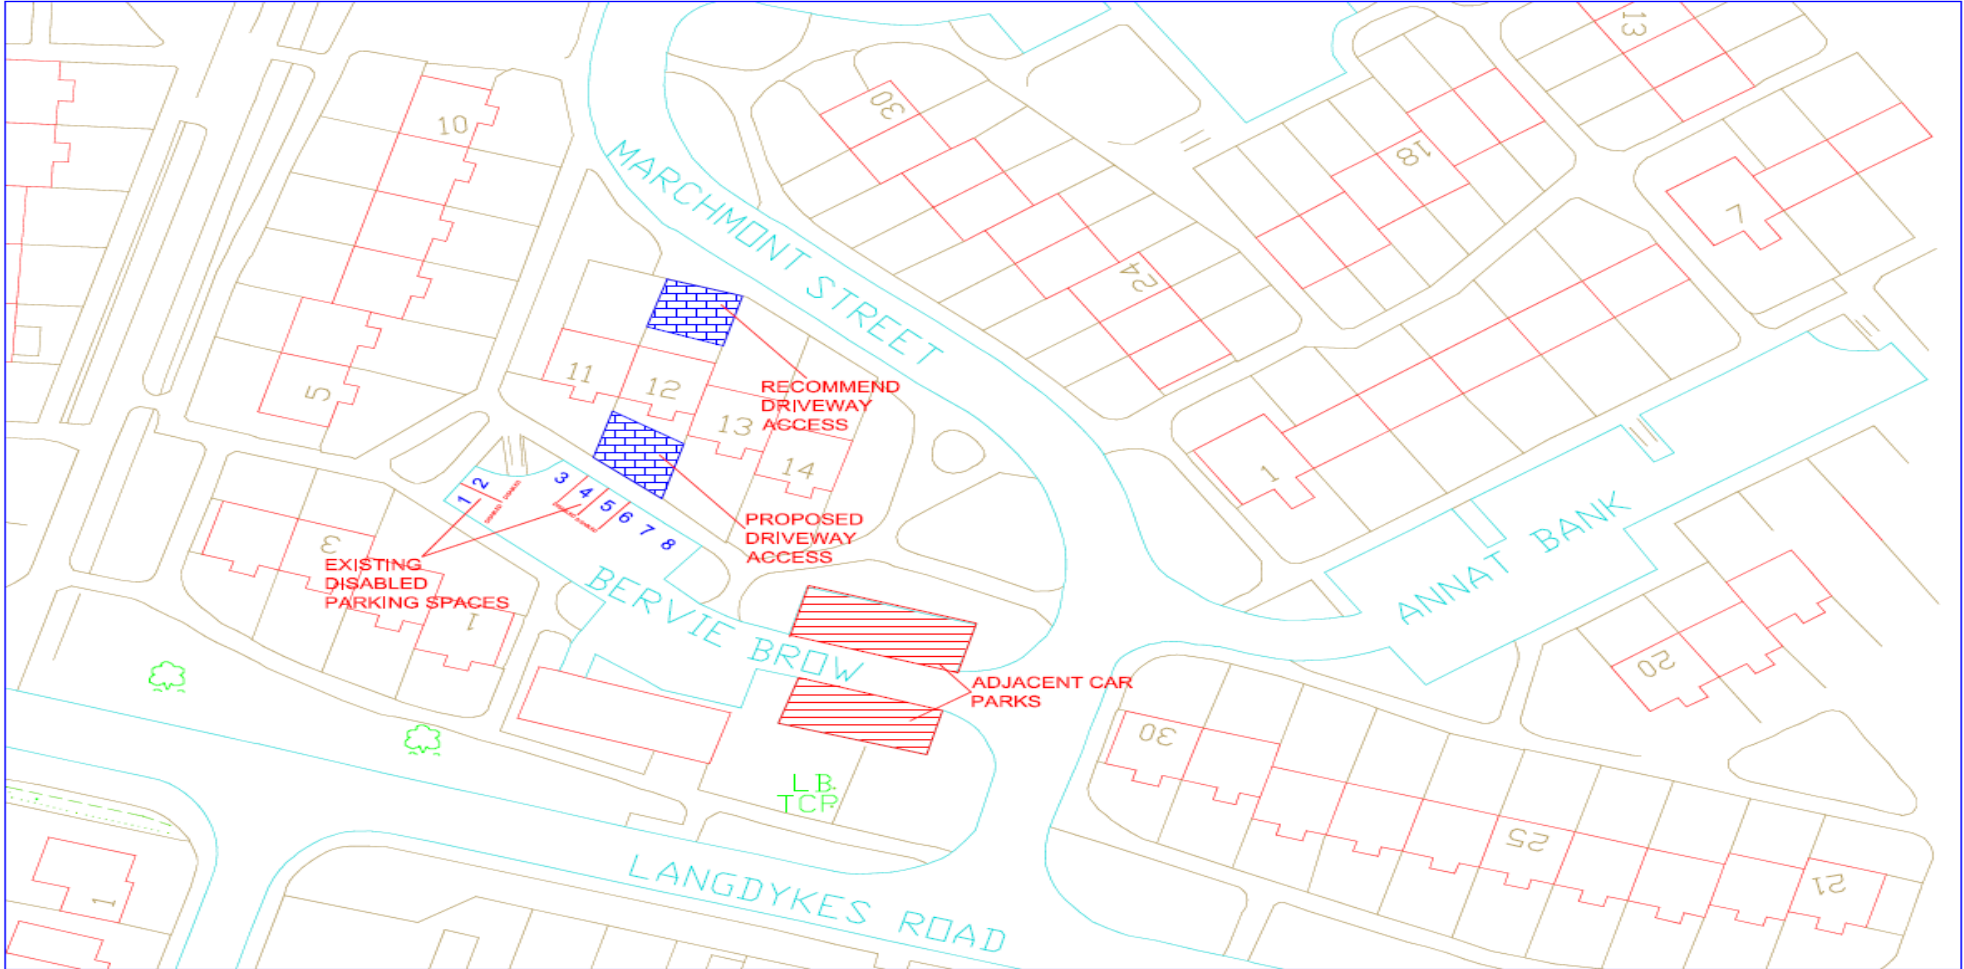 13
10
30
18
7
MARCHMONT STREET
24
5
11
12
13
14
RECOMMEND
DRIVEWAY
ACCESS
PROPOSED
DRIVEWAY
ACCESS
1
1 2
3 4 5 6 7 8
3
EXISTING
DISABLED
PARKING SPACES
1
BERVIE BROW
ANNAT BANK
20
ADJACENT CAR
PARKS
30
25
21
L B.
TCP
LANGDYKES ROAD
1